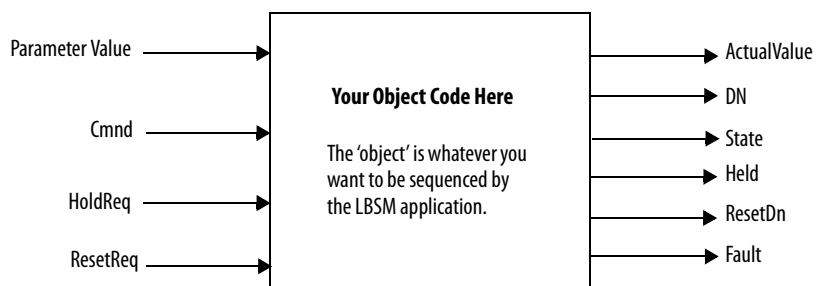 Parameter Value
Cmnd
HoldReq
ResetReq
Your Object Code Here
The ‘object’ is whatever you
want to be sequenced by
the LBSM application.
ActualValue
DN
State
Held
ResetDn
Fault